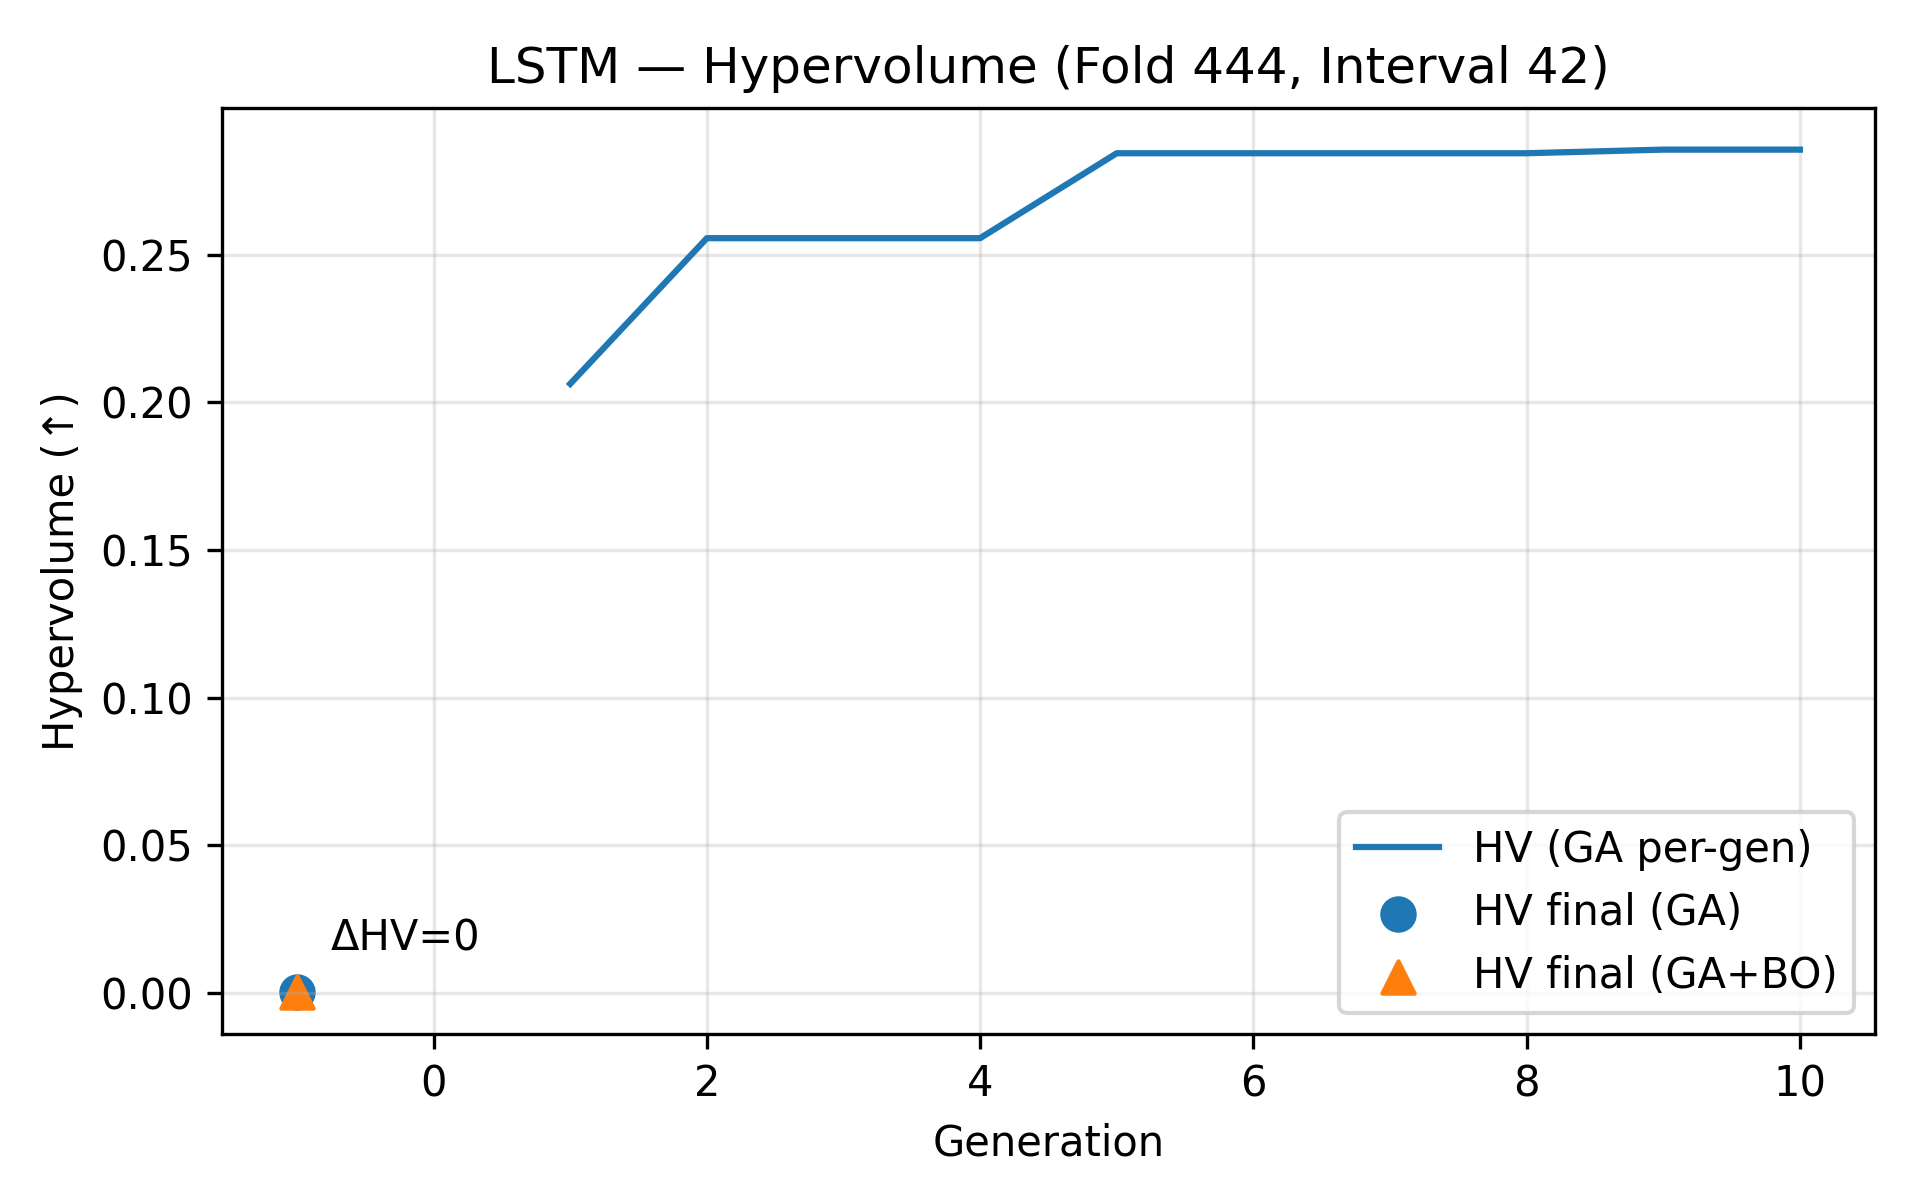 LSTM — Hypervolume (Fold 444, Interval 42)
Hypervolume (↑)
0.25
0.20
0.15
0.10
0.05
0.00
ΔHV=0
HV (GA per-gen)
HV final (GA)
HV final (GA+BO)
0 2 4 6 8 10
Generation